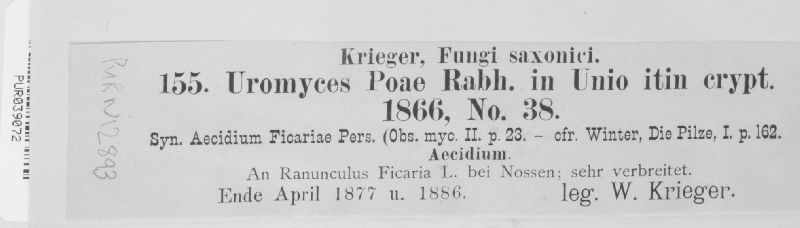 Krieger, Fungi saxonici.
155. Uromyces Poae Rabh. in Unio itin crypt.
1866, No. 38.
Syn. Aecidium Ficariae Pers. (Obs. myc. II. p. 23. – cfr. Winter, Die Pilze, I. p. 162.
Aecidium.
An Ranunculus Ficaria L. bei Nossen; sehr verbreitet.
Ende April 1877 u. 1886. leg. W. Krieger.
PUR N12893
PUR039072